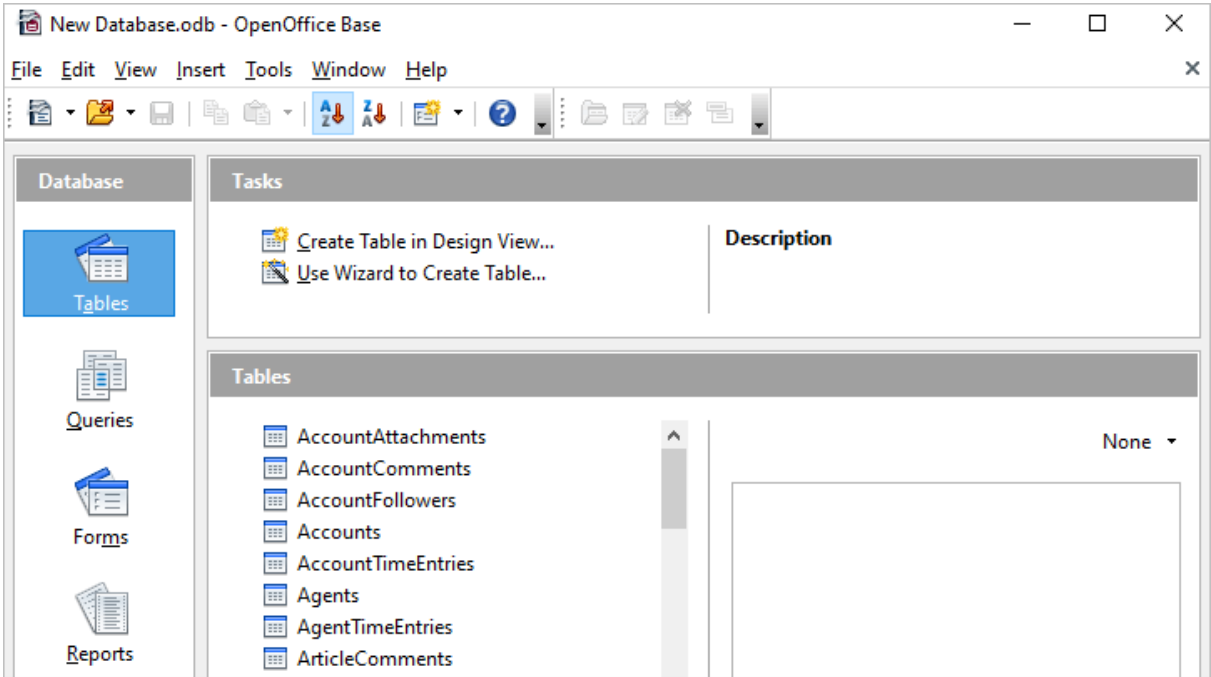 New Database.odb - OpenOffice Base
File Edit View Insert Tools Window Help
Database
Tables
Queries
Forms
Reports
Tasks
Create Table in Design View...
Use Wizard to Create Table...
Description
Tables
AccountAttachments
AccountComments
AccountFollowers
Accounts
AccountTimeEntries
Agents
AgentTimeEntries
ArticleComments
None